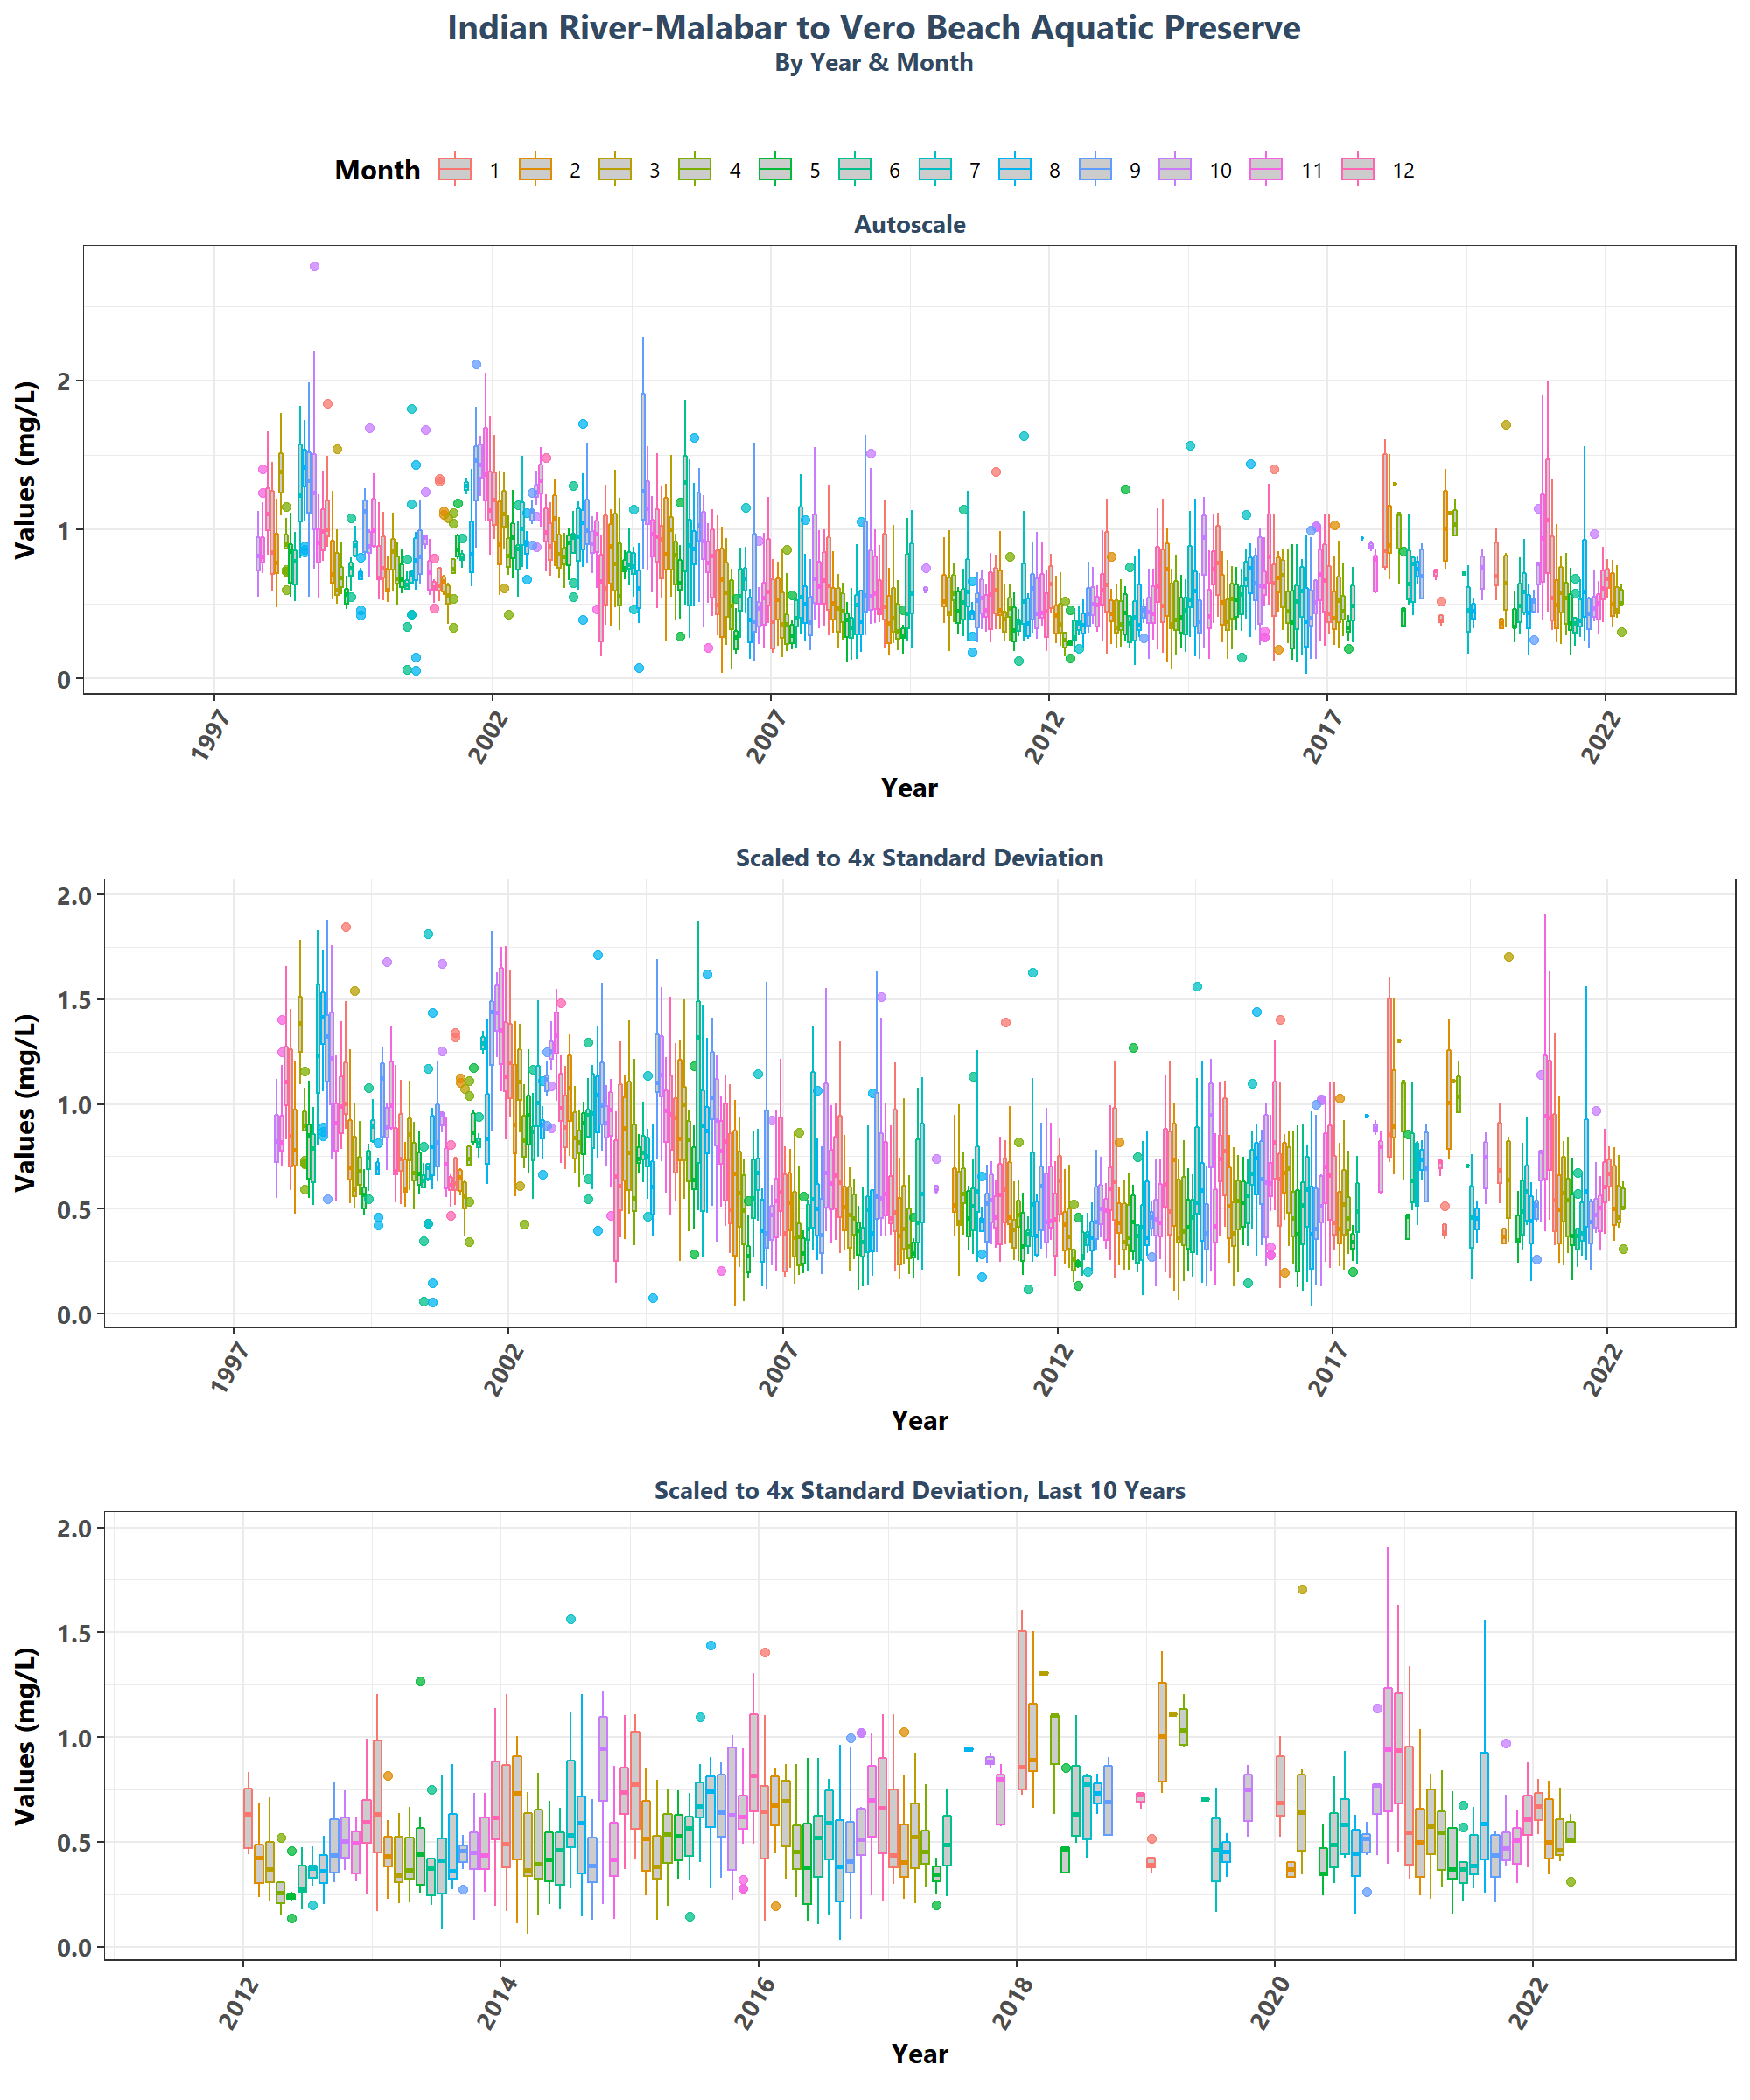 Indian River-Malabar to Vero Beach Aquatic Preserve
By Year & Month
Month 1 2 3 4 5 6 7 8 9 10 11 12
Autoscale
Values (mg/L)
2
1
0
1997 2002 2007 2012 2017 2022
Year
Scaled to 4x Standard Deviation
Values (mg/L)
2.0
1.5
1.0
0.5
0.0
1997 2002 2007 2012 2017 2022
Year
Scaled to 4x Standard Deviation, Last 10 Years
Values (mg/L)
2.0
1.5
1.0
0.5
0.0
2012 2014 2016 2018 2020 2022
Year